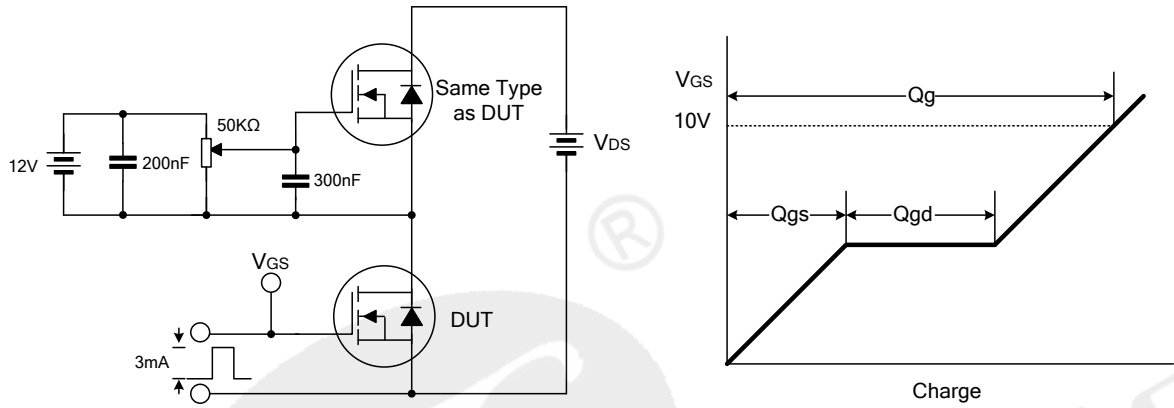 Same Type
as DUT
50KΩ
12V
200nF
300nF
VDS
VGS
DUT
3mA
VGS
10V
Qg
Qgs
Qgd
Charge
®